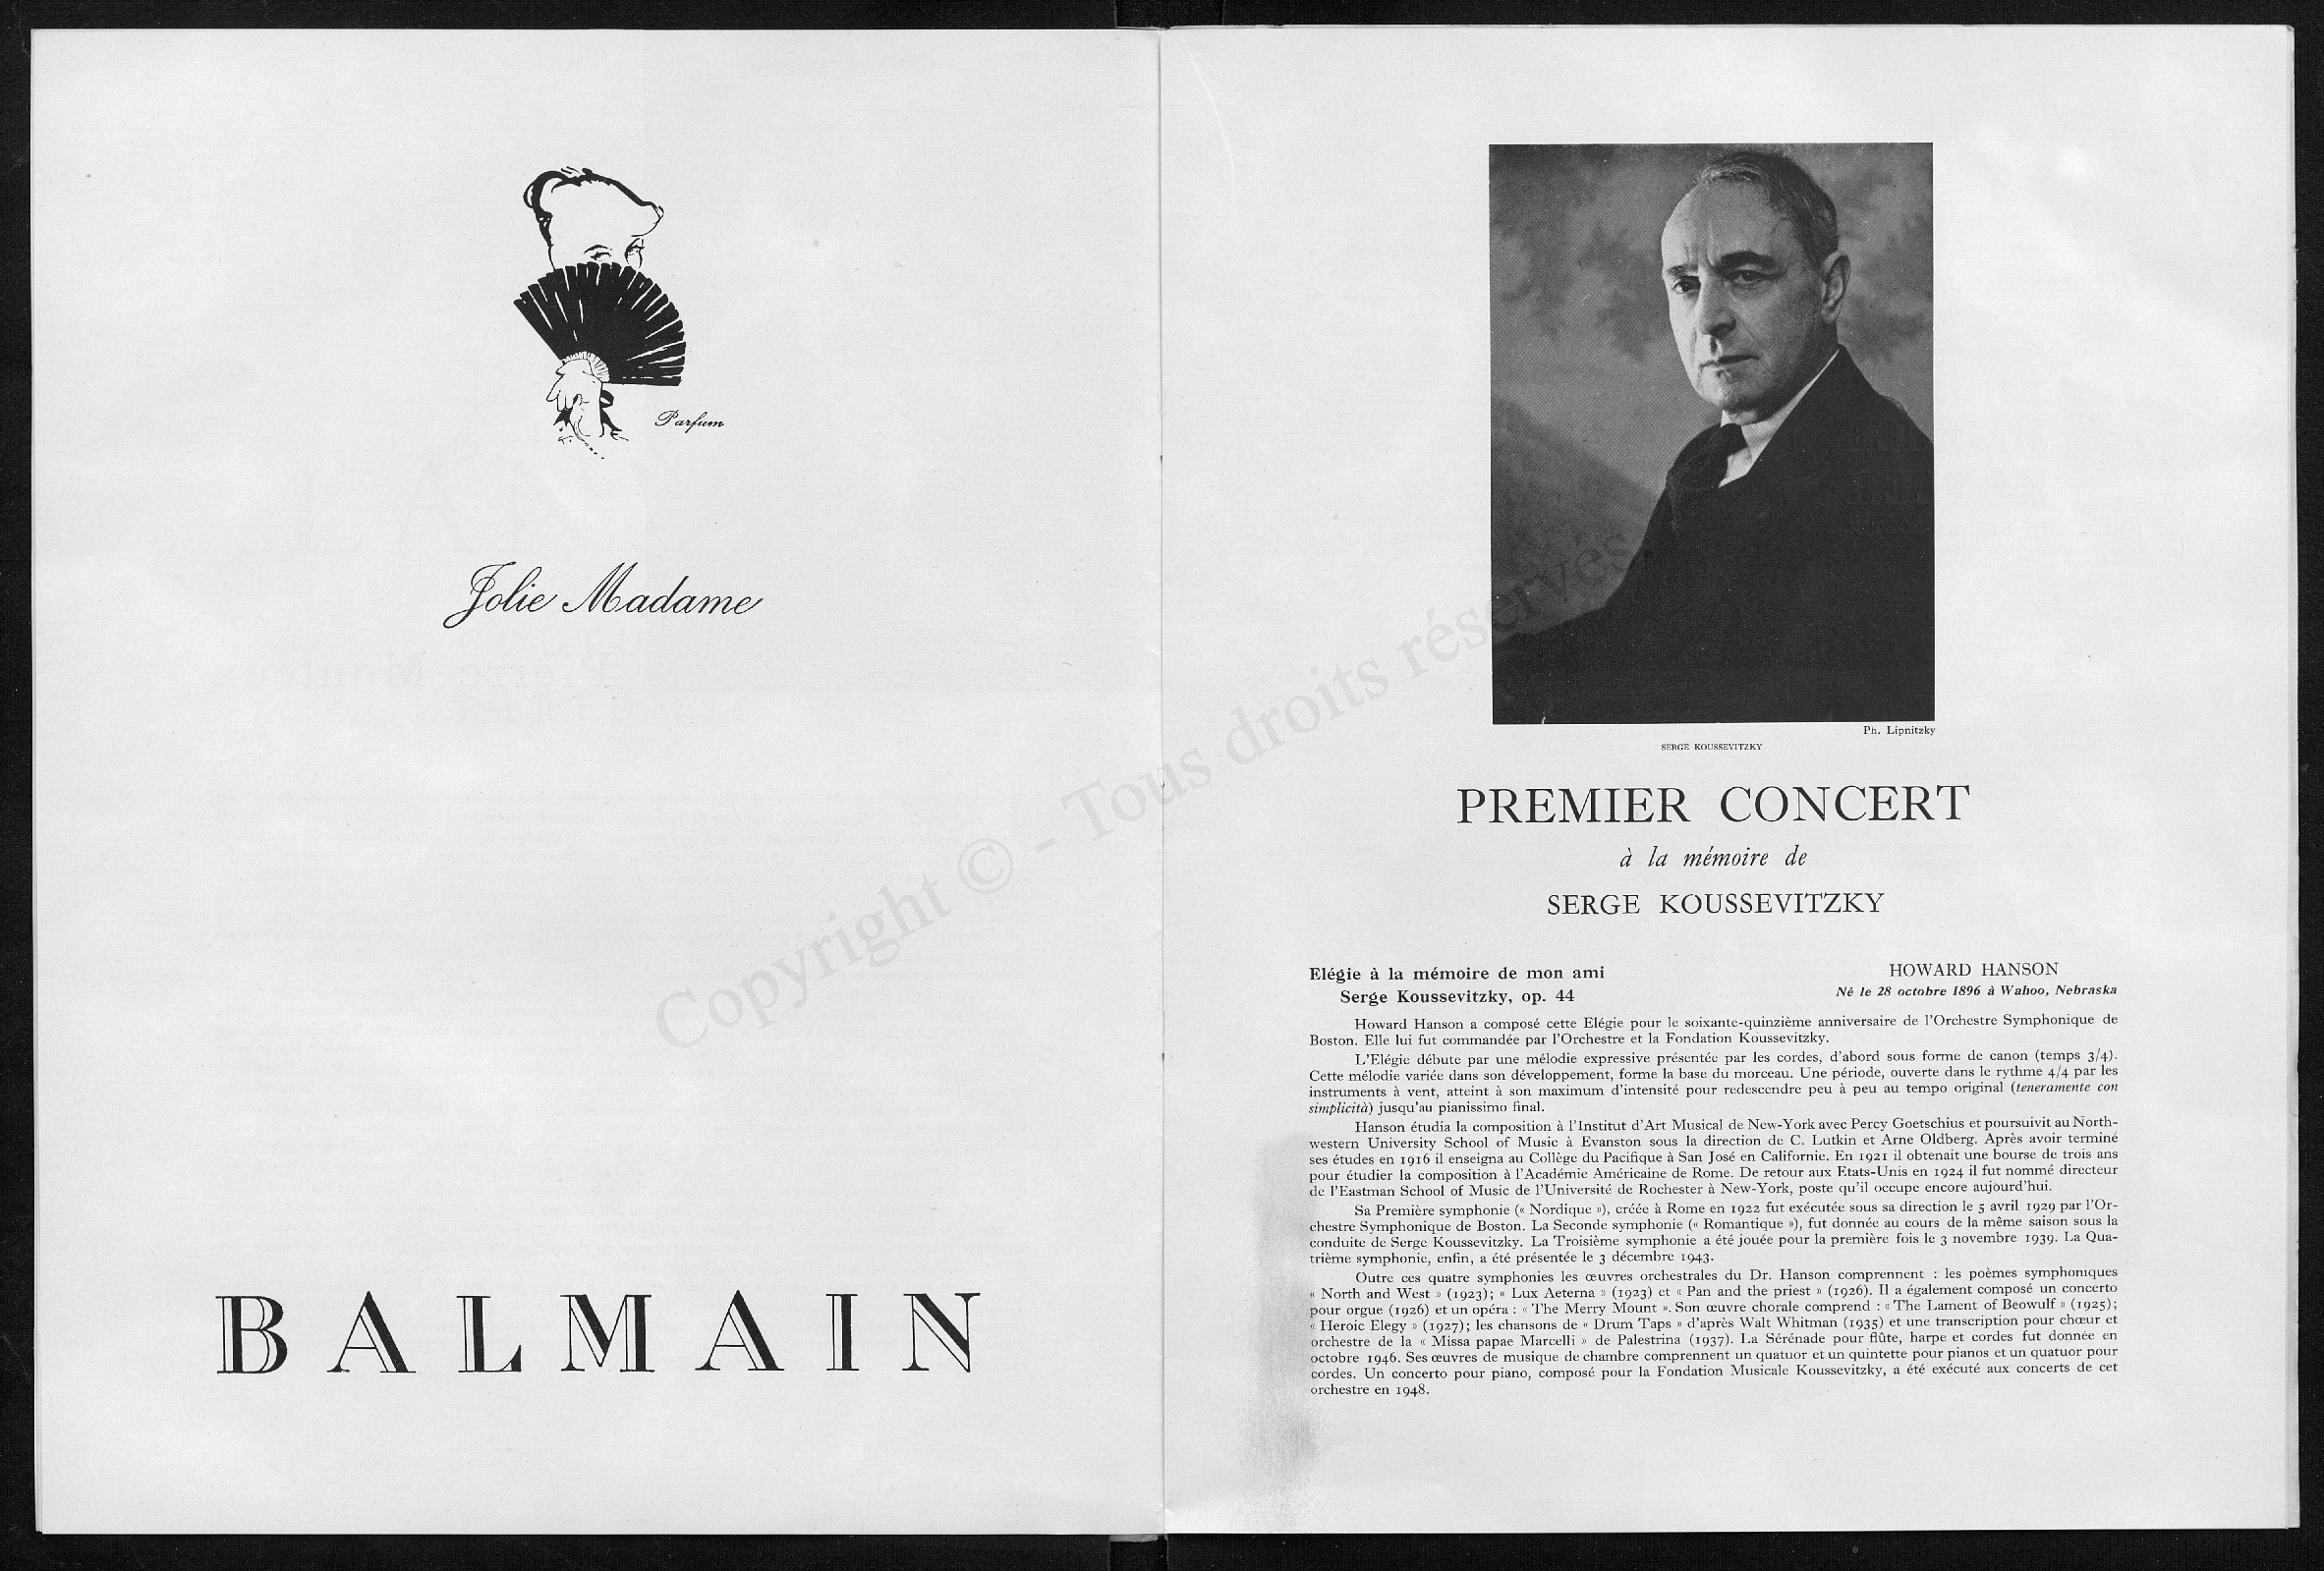 Parfum
Jolie Madame
BALMAIN
Ph. Lipnitzky
SERGE KOUSSEVITZKY
PREMIER CONCERT
à la mémoire de
SERGE KOUSSEVITZKY
Elégie à la mémoire de mon ami
Serge Koussevitzky, op. 44
HOWARD HANSON
Né le 28 octobre 1896 à Wahoo, Nebraska
Howard Hanson a composé cette Elégie pour le soixante-quinzième anniversaire de l'Orchestre Symphonique de
Boston. Elle lui fut commandée par l'Orchestre et la Fondation Koussevitzky.
L'Elégie débute par une mélodie expressive présentée par les cordes, d'abord sous forme de canon (temps 3/4).
Cette mélodie variée dans son développement, forme la base du morceau. Une période, ouverte dans le rythme 4/4 par les
instruments à vent, atteint à son maximum d'intensité pour redescendre peu à peu au tempo original (teneramente con
simplicità) jusqu'au pianissimo final.
Hanson étudia la composition à l'Institut d'Art Musical de New-York avec Percy Goetschius et poursuivit au North-
western University School of Music à Evanston sous la direction de C. Lutkin et Arne Oldberg. Après avoir terminé
ses études en 1916 il enseigna au Collège du Pacifique à San José en Californie. En 1921 il obtenait une bourse de trois ans
pour étudier la composition à l'Académie Américaine de Rome. De retour aux Etats-Unis en 1924 il fut nommé directeur
de l'Eastman School of Music de l'Université de Rochester à New-York, poste qu'il occupe encore aujourd'hui.
Sa Première symphonie (« Nordique »), créée à Rome en 1922 fut exécutée sous sa direction le 5 avril 1929 par l'Or-
chestre Symphonique de Boston. La Seconde symphonie (« Romantique »), fut donnée au cours de la même saison sous la
conduite de Serge Koussevitzky. La Troisième symphonie a été jouée pour la première fois le 3 novembre 1939. La Qua-
trième symphonie, enfin, a été présentée le 3 décembre 1943.
Outre ces quatre symphonies les œuvres orchestrales du Dr. Hanson comprennent : les poèmes symphoniques
« North and West » (1923); « Lux Aeterna » (1923) et « Pan and the priest » (1926). Il a également composé un concerto
pour orgue (1926) et un opéra : « The Merry Mount ». Son œuvre chorale comprend : « The Lament of Beowulf » (1925);
« Heroic Elegy » (1927); les chansons de « Drum Taps » d'après Walt Whitman (1935) et une transcription pour chœur et
orchestre de la « Missa papae Marcelli » de Palestrina (1937). La Sérénade pour flûte, harpe et cordes fut donnée en
octobre 1946. Ses œuvres de musique de chambre comprennent un quatuor et un quintette pour pianos et un quatuor pour
cordes. Un concerto pour piano, composé pour la Fondation Musicale Koussevitzky, a été exécuté aux concerts de cet
orchestre en 1948.
Copyright © - Tous droits réservés